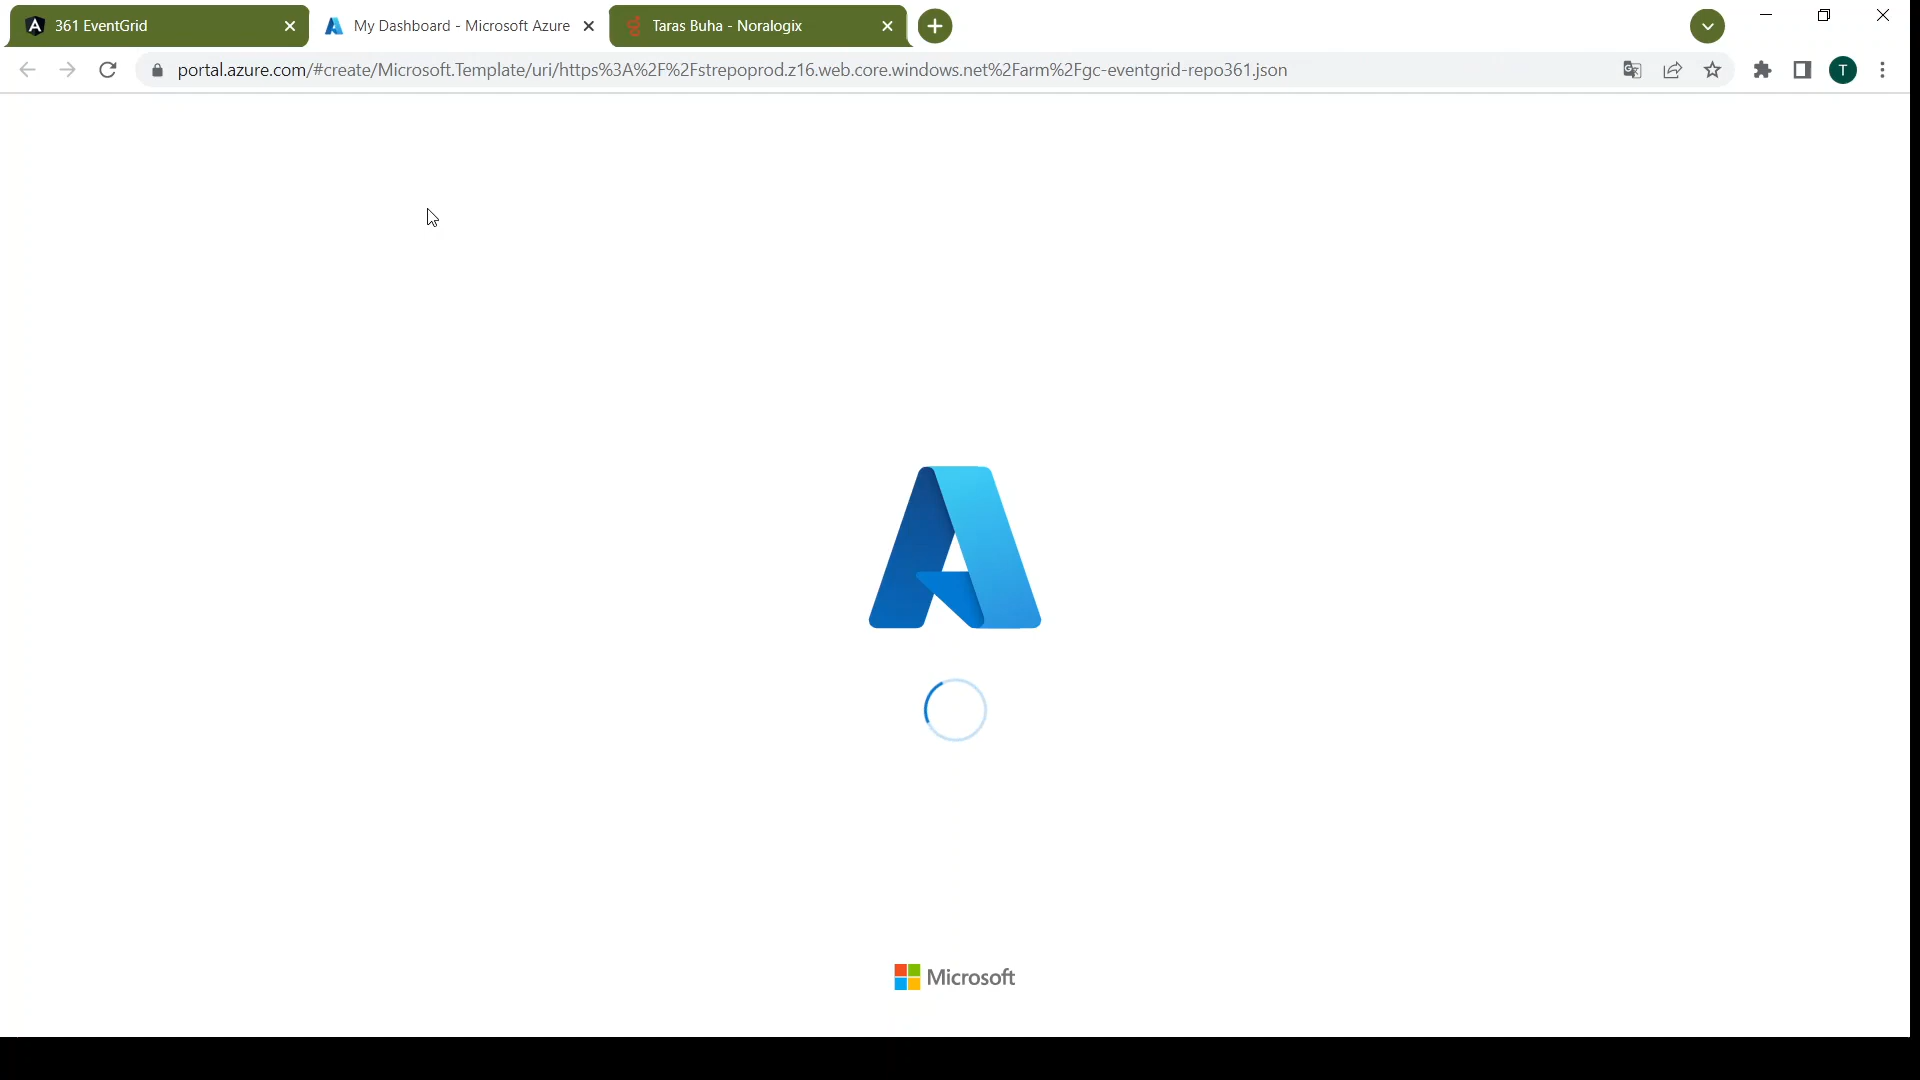 361 EventGrid
My Dashboard - Microsoft Azure
Taras Buha - Noralogix
portal.azure.com/#create/Microsoft.Template/uri/https%3A%2F%2Fstrepoprod.z16.web.core.windows.net%2Farm%2Fgc-eventgrid-repo361.json
T
Microsoft